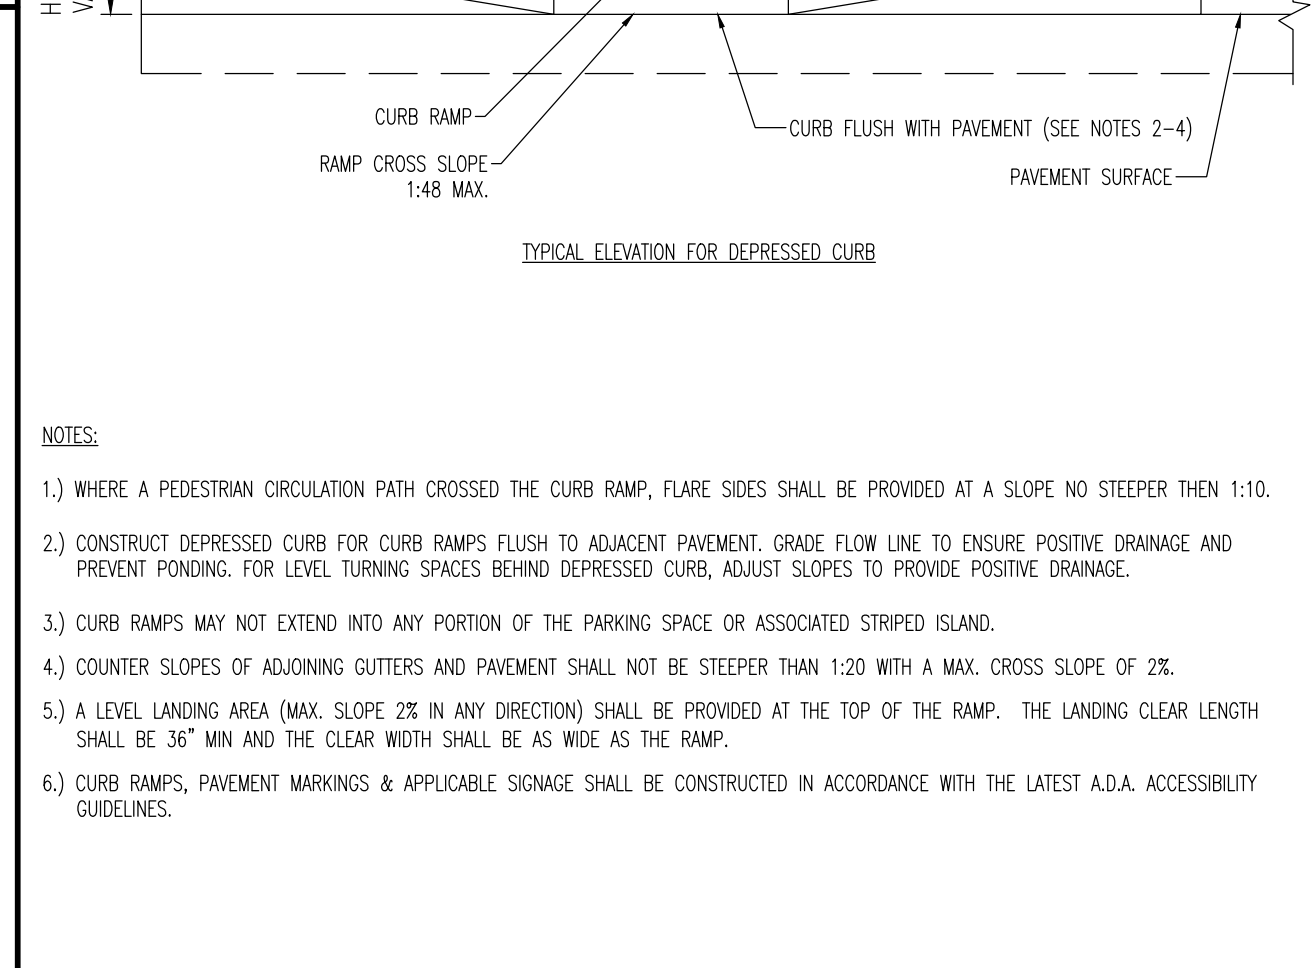 CURB RAMP
CURB FLUSH WITH PAVEMENT (SEE NOTES 2-4)
RAMP CROSS SLOPE
1:48 MAX.
PAVEMENT SURFACE
TYPICAL ELEVATION FOR DEPRESSED CURB
NOTES:
1.) WHERE A PEDESTRIAN CIRCULATION PATH CROSSED THE CURB RAMP, FLARE SIDES SHALL BE PROVIDED AT A SLOPE NO STEEPER THEN 1:10.
2.) CONSTRUCT DEPRESSED CURB FOR CURB RAMPS FLUSH TO ADJACENT PAVEMENT. GRADE FLOW LINE TO ENSURE POSITIVE DRAINAGE AND
PREVENT PONDING. FOR LEVEL TURNING SPACES BEHIND DEPRESSED CURB, ADJUST SLOPES TO PROVIDE POSITIVE DRAINAGE.
3.) CURB RAMPS MAY NOT EXTEND INTO ANY PORTION OF THE PARKING SPACE OR ASSOCIATED STRIPED ISLAND.
4.) COUNTER SLOPES OF ADJOINING GUTTERS AND PAVEMENT SHALL NOT BE STEEPER THAN 1:20 WITH A MAX. CROSS SLOPE OF 2%.
5.) A LEVEL LANDING AREA (MAX. SLOPE 2% IN ANY DIRECTION) SHALL BE PROVIDED AT THE TOP OF THE RAMP. THE LANDING CLEAR LENGTH
SHALL BE 36" MIN AND THE CLEAR WIDTH SHALL BE AS WIDE AS THE RAMP.
6.) CURB RAMPS, PAVEMENT MARKINGS & APPLICABLE SIGNAGE SHALL BE CONSTRUCTED IN ACCORDANCE WITH THE LATEST A.D.A. ACCESSIBILITY
GUIDELINES.